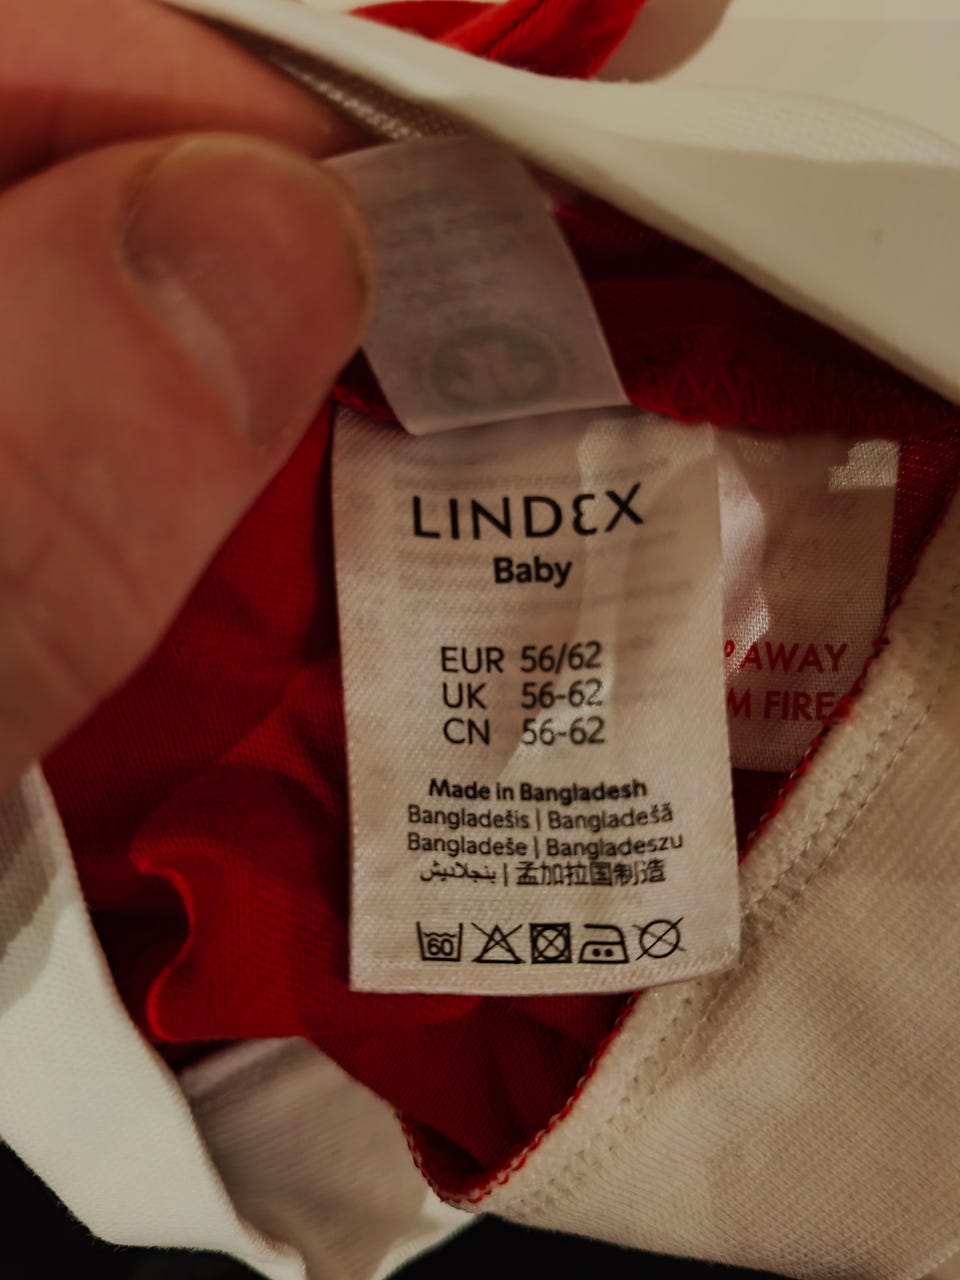 LINDEX
Baby
EUR 56/62
UK 56-62
CN 56-62
Made in Bangladesh
Bangladešis | Bangladešā
Bangladeše | Bangladeszu
بنجلاديش | 孟加拉国制造
60
AWAY
M FIRE